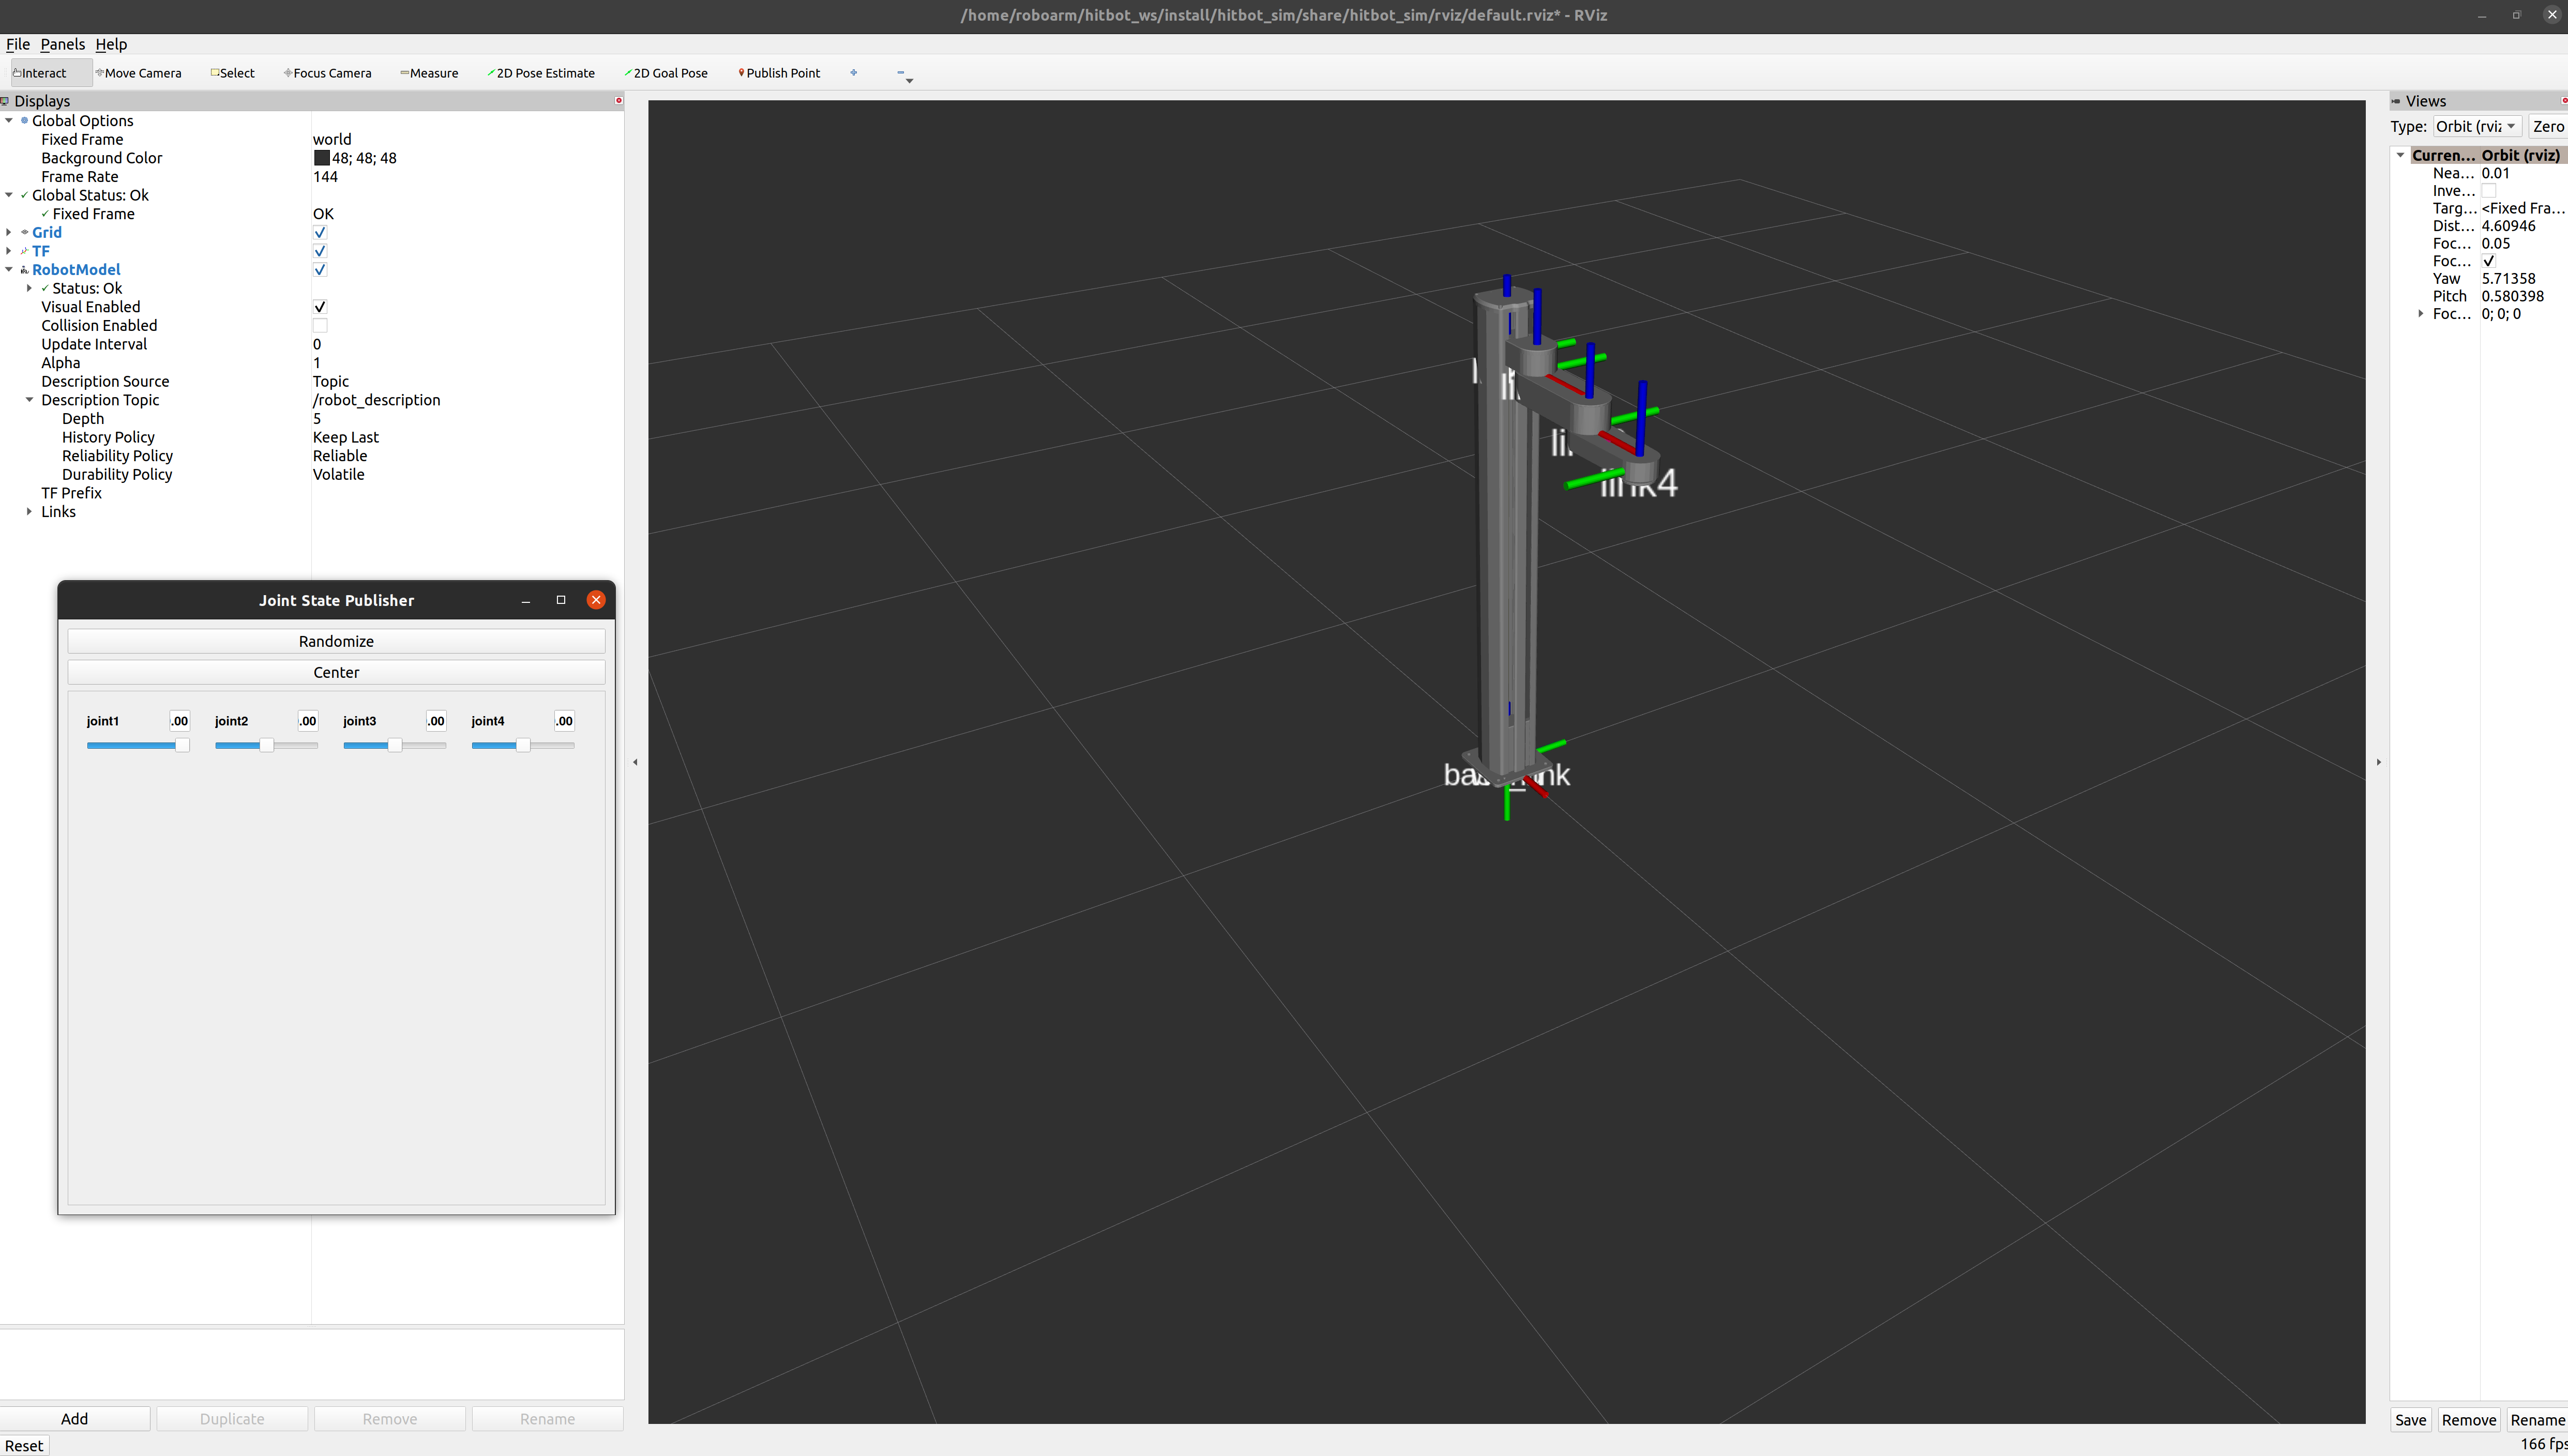 /home/roboarm/hitbot_ws/install/hitbot_sim/share/hitbot_sim/rviz/default.rviz* - RViz
File Panels Help
Interact Move Camera Select Focus Camera Measure 2D Pose Estimate 2D Goal Pose Publish Point
Displays
Global Options
Fixed Frame world
Background Color 48; 48; 48
Frame Rate 144
Global Status: Ok
Fixed Frame OK
Grid
TF
RobotModel
Status: Ok
Visual Enabled
Collision Enabled
Update Interval 0
Alpha 1
Description Source Topic
Description Topic /robot_description
Depth 5
History Policy Keep Last
Reliability Policy Reliable
Durability Policy Volatile
TF Prefix
Links
Joint State Publisher
Randomize
Center
joint1 .00 joint2 .00 joint3 .00 joint4 .00
Add Duplicate Remove Rename
Reset
link4
Views
Type: Orbit (rviz Zero
Curren... Orbit (rviz)
Nea... 0.01
Inve...
Targ... <Fixed Fra...
Dist... 4.60946
Foc... 0.05
Foc...
Yaw 5.71358
Pitch 0.580398
Foc... 0; 0; 0
Save Remove Rename
166 fps